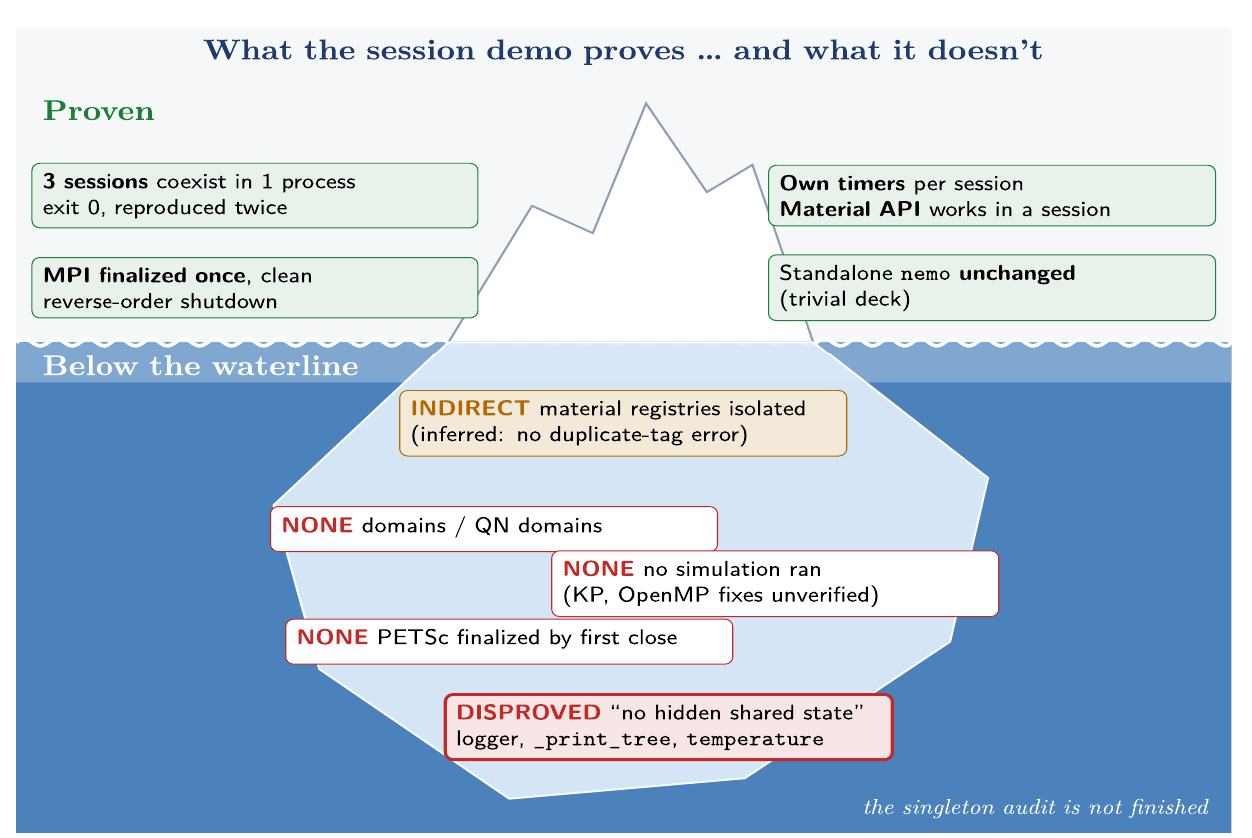 What the session demo proves … and what it doesn't
Proven
3 sessions coexist in 1 process
exit 0, reproduced twice
MPI finalized once, clean
reverse-order shutdown
Own timers per session
Material API works in a session
Standalone nemo unchanged
(trivial deck)
Below the waterline
INDIRECT material registries isolated
(inferred: no duplicate-tag error)
NONE domains / QN domains
NONE no simulation ran
(KP, OpenMP fixes unverified)
NONE PETSc finalized by first close
DISPROVED “no hidden shared state”
logger, _print_tree, temperature
the singleton audit is not finished